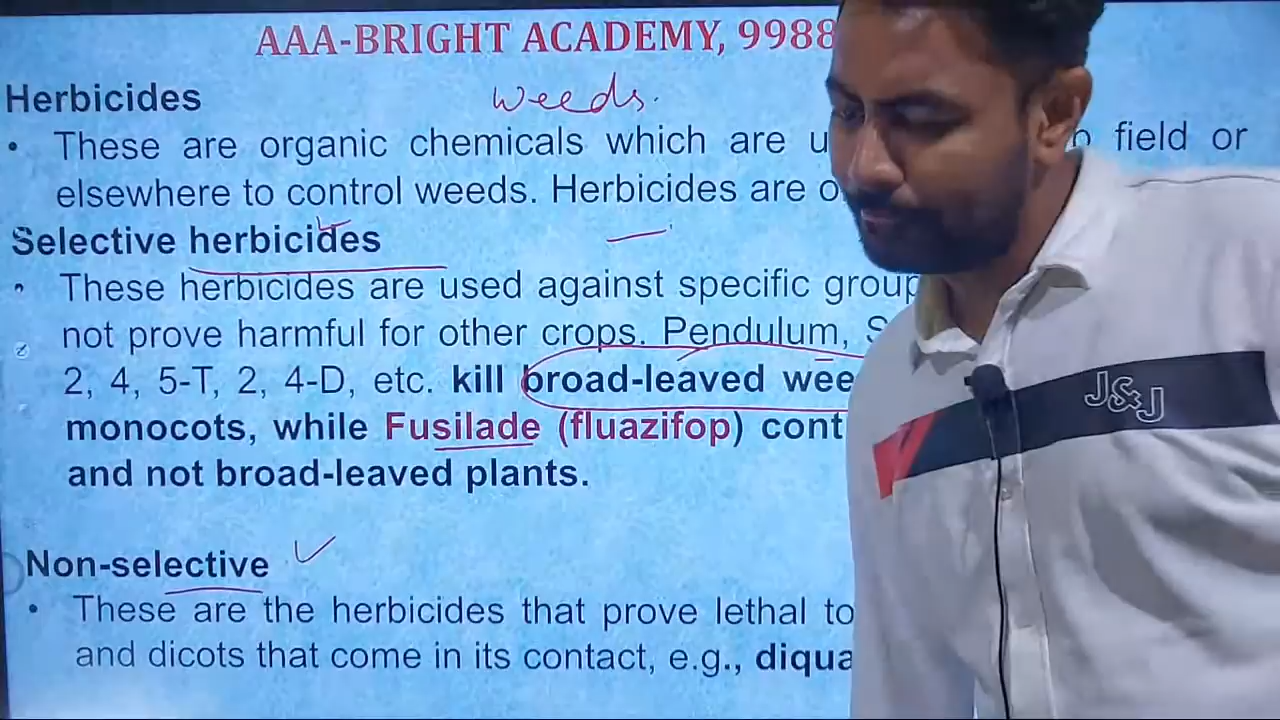 AAA-BRIGHT ACADEMY, 9988
Herbicides
weeds.
• These are organic chemicals which are field or
elsewhere to control weeds. Herbicides are
Selective herbicides
• These herbicides are used against specific group
not prove harmful for other crops. Pendulum,
2, 4, 5-T, 2, 4-D, etc. kill broad-leaved
monocots, while Fusilade (fluazifop)
and not broad-leaved plants.
Non-selective
• These are the herbicides that prove lethal to
and dicots that come in its contact, e.g.,
J&J